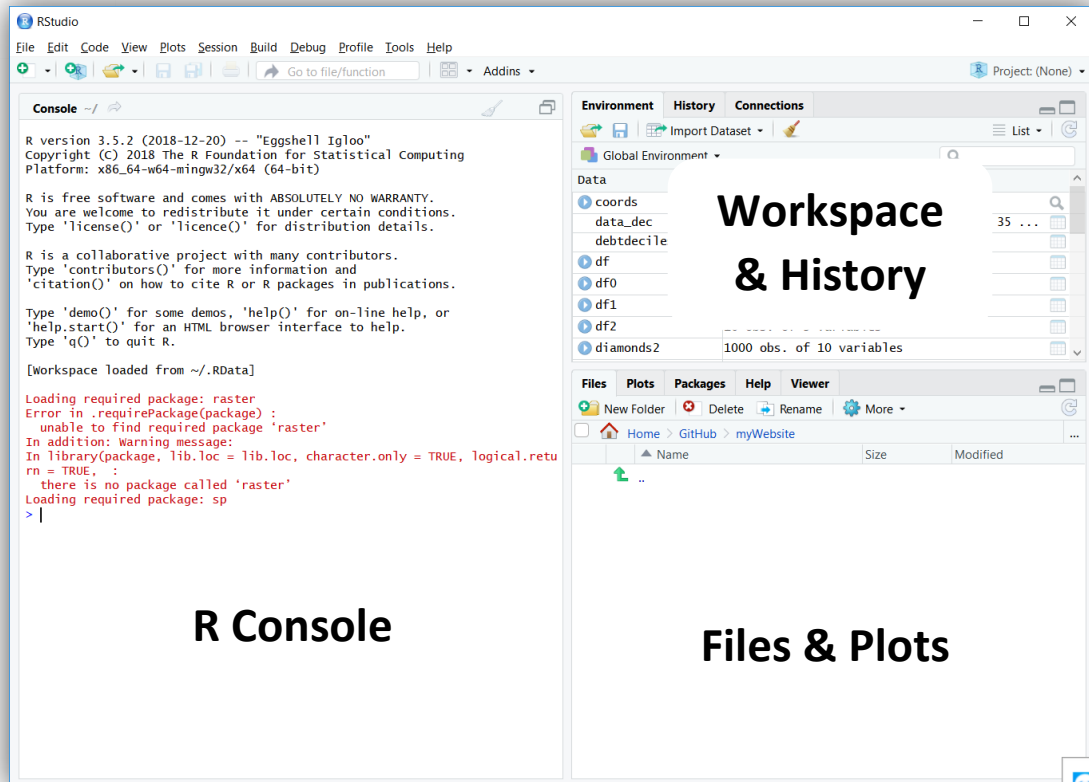 RStudio
File Edit Code View Plots Session Build Debug Profile Tools Help
Go to file/function Addins Project: (None)
Console ~/
R version 3.5.2 (2018-12-20) -- "Eggshell Igloo"
Copyright (C) 2018 The R Foundation for Statistical Computing
Platform: x86_64-w64-mingw32/x64 (64-bit)
R is free software and comes with ABSOLUTELY NO WARRANTY.
You are welcome to redistribute it under certain conditions.
Type 'license()' or 'licence()' for distribution details.
R is a collaborative project with many contributors.
Type 'contributors()' for more information and
'citation()' on how to cite R or R packages in publications.
Type 'demo()' for some demos, 'help()' for on-line help, or
'help.start()' for an HTML browser interface to help.
Type 'q()' to quit R.
[Workspace loaded from ~/.RData]
Loading required package: raster
Error in .requirePackage(package) :
unable to find required package ‘raster’
In addition: Warning message:
In library(package, lib.loc = lib.loc, character.only = TRUE, logical.retu
rn = TRUE,  :
there is no package called ‘raster’
Loading required package: sp
>
R Console
Environment History Connections
Import Dataset List
Global Environment
Data
coords
data_dec 35 ...
debtdecile
df
df0
df1
df2
diamonds2 1000 obs. of 10 variables
Workspace
& History
Files Plots Packages Help Viewer
New Folder Delete Rename More
Home > GitHub > myWebsite ...
Name Size Modified
..
Files & Plots